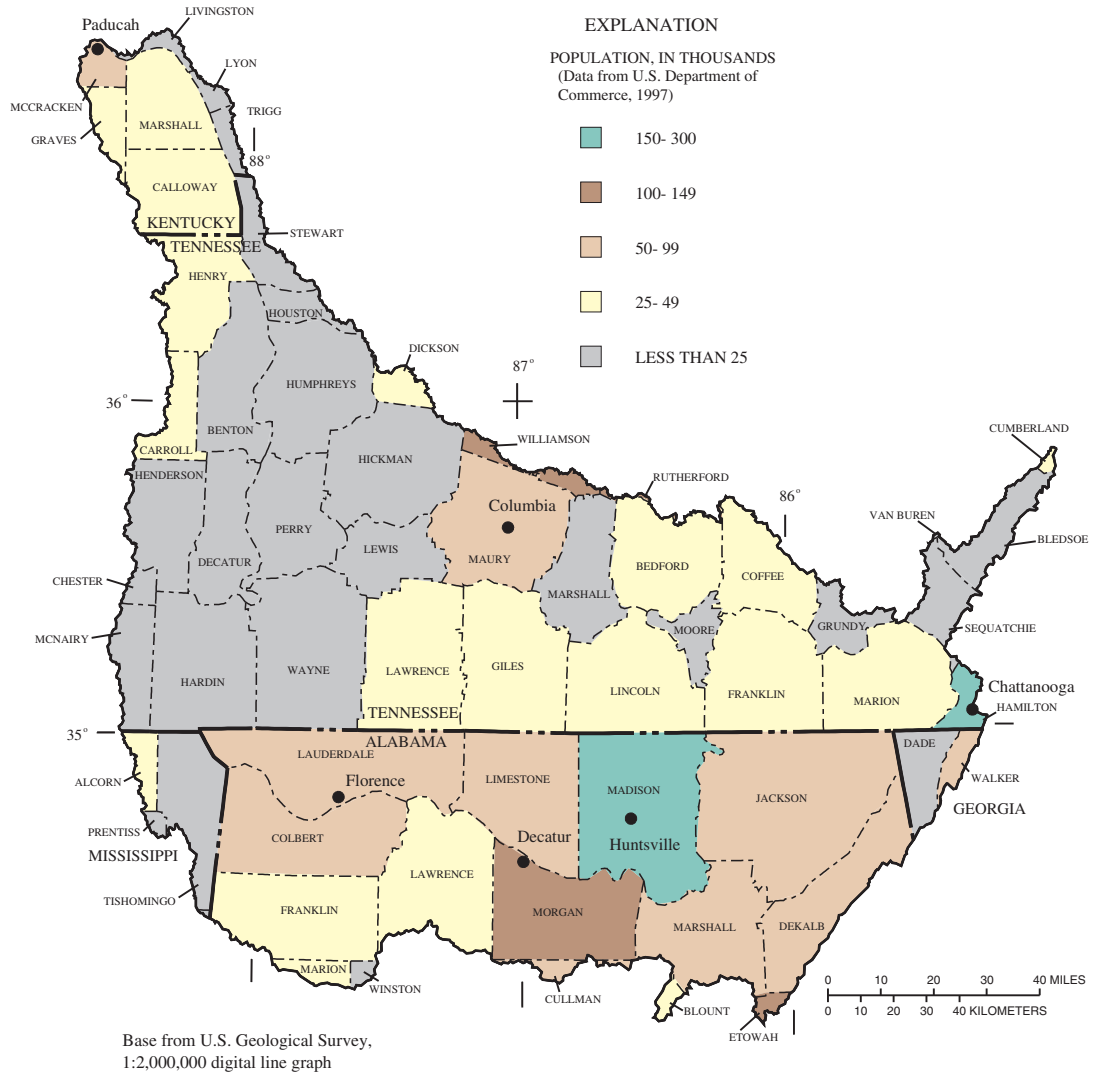 LIVINGSTON
Paducah
LYON
MCCRACKEN
TRIGG
GRAVES
MARSHALL
88°
CALLOWAY
KENTUCKY
STEWART
TENNESSEE
HENRY
HOUSTON
DICKSON
HUMPHREYS
87°
36°
BENTON
WILLIAMSON
CARROLL
HICKMAN
HENDERSON
CUMBERLAND
RUTHERFORD
86°
Columbia
VAN BUREN
PERRY
BLEDSOE
LEWIS
DECATUR
MAURY
BEDFORD
COFFEE
CHESTER
MARSHALL
MOORE
GRUNDY
SEQUATCHIE
MCNAIRY
HARDIN
WAYNE
LAWRENCE
GILES
LINCOLN
FRANKLIN
MARION
Chattanooga
HAMILTON
TENNESSEE
35°
ALABAMA
DADE
LAUDERDALE
ALCORN
Florence
LIMESTONE
MADISON
JACKSON
WALKER
GEORGIA
PRENTISS
COLBERT
Decatur
Huntsville
MISSISSIPPI
LAWRENCE
TISHOMINGO
FRANKLIN
MORGAN
MARSHALL
DEKALB
MARION
WINSTON
CULLMAN
BLOUNT
ETOWAH
EXPLANATION
POPULATION, IN THOUSANDS
(Data from U.S. Department of
Commerce, 1997)
150- 300
100- 149
50- 99
25- 49
LESS THAN 25
0 10 20 30 40 MILES
0 10 20 30 40 KILOMETERS
Base from U.S. Geological Survey,
1:2,000,000 digital line graph